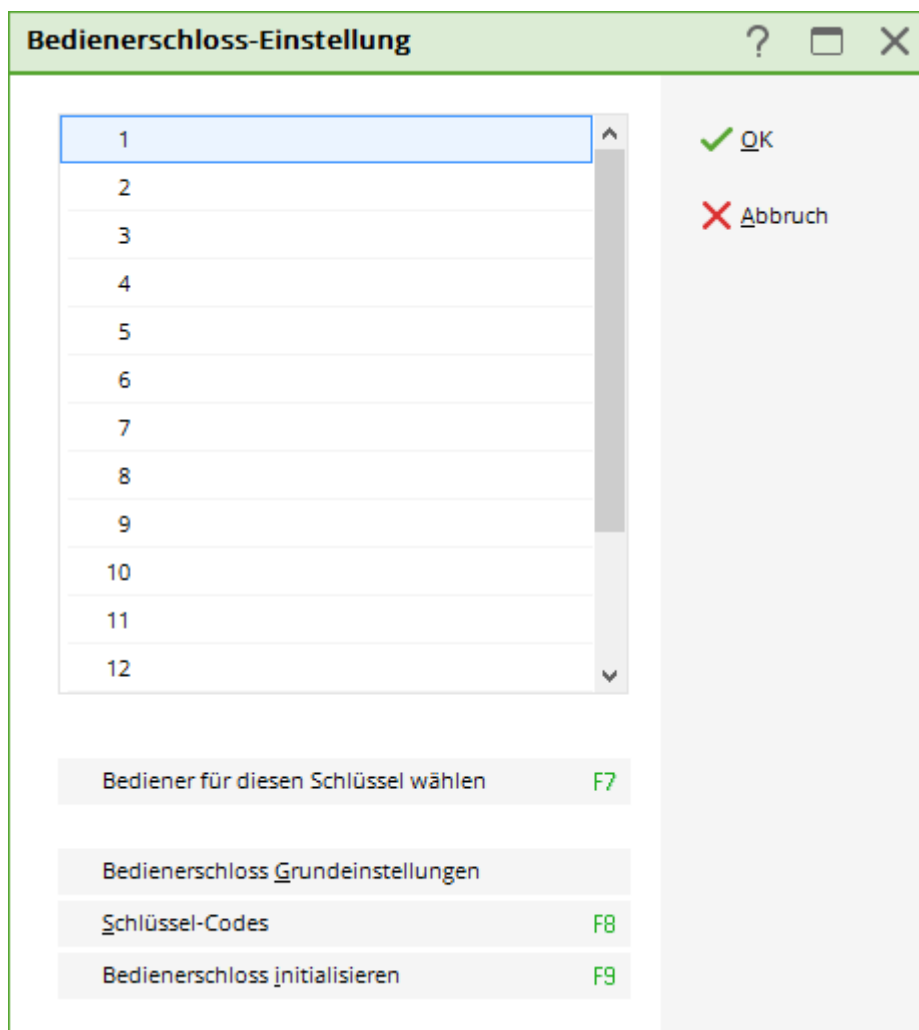 Bedienerschloss-Einstellung ?
1
OK
2
Abbruch
3
4
5
6
7
8
9
10
11
12
Bediener für diesen Schlüssel wählen F7
Bedienerschloss Grundeinstellungen
Schlüssel-Codes F8
Bedienerschloss initialisieren F9